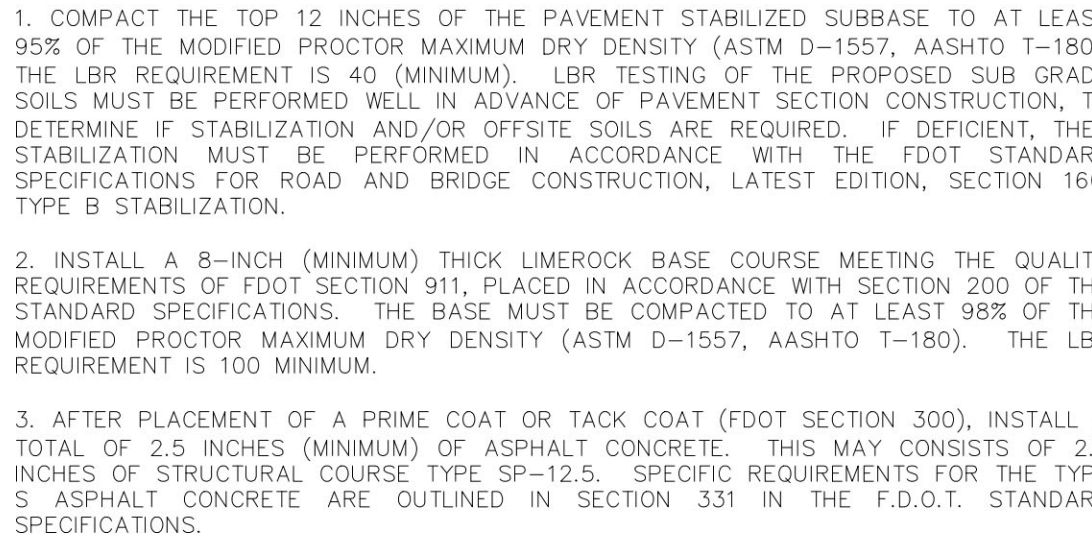 1. COMPACT THE TOP 12 INCHES OF THE PAVEMENT STABILIZED SUBBASE TO AT LEAS
95% OF THE MODIFIED PROCTOR MAXIMUM DRY DENSITY (ASTM D-1557, AASHTO T-180
THE LBR REQUIREMENT IS 40 (MINIMUM). LBR TESTING OF THE PROPOSED SUB GRAD
SOILS MUST BE PERFORMED WELL IN ADVANCE OF PAVEMENT SECTION CONSTRUCTION, T
DETERMINE IF STABILIZATION AND/OR OFFSITE SOILS ARE REQUIRED. IF DEFICIENT, THE
STABILIZATION MUST BE PERFORMED IN ACCORDANCE WITH THE FDOT STANDAR
SPECIFICATIONS FOR ROAD AND BRIDGE CONSTRUCTION, LATEST EDITION, SECTION 16
TYPE B STABILIZATION.
2. INSTALL A 8-INCH (MINIMUM) THICK LIMEROCK BASE COURSE MEETING THE QUALIT
REQUIREMENTS OF FDOT SECTION 911, PLACED IN ACCORDANCE WITH SECTION 200 OF TH
STANDARD SPECIFICATIONS. THE BASE MUST BE COMPACTED TO AT LEAST 98% OF TH
MODIFIED PROCTOR MAXIMUM DRY DENSITY (ASTM D-1557, AASHTO T-180). THE LB
REQUIREMENT IS 100 MINIMUM.
3. AFTER PLACEMENT OF A PRIME COAT OR TACK COAT (FDOT SECTION 300), INSTALL
TOTAL OF 2.5 INCHES (MINIMUM) OF ASPHALT CONCRETE. THIS MAY CONSISTS OF 2.
INCHES OF STRUCTURAL COURSE TYPE SP-12.5. SPECIFIC REQUIREMENTS FOR THE TYP
S ASPHALT CONCRETE ARE OUTLINED IN SECTION 331 IN THE F.D.O.T. STANDAR
SPECIFICATIONS.